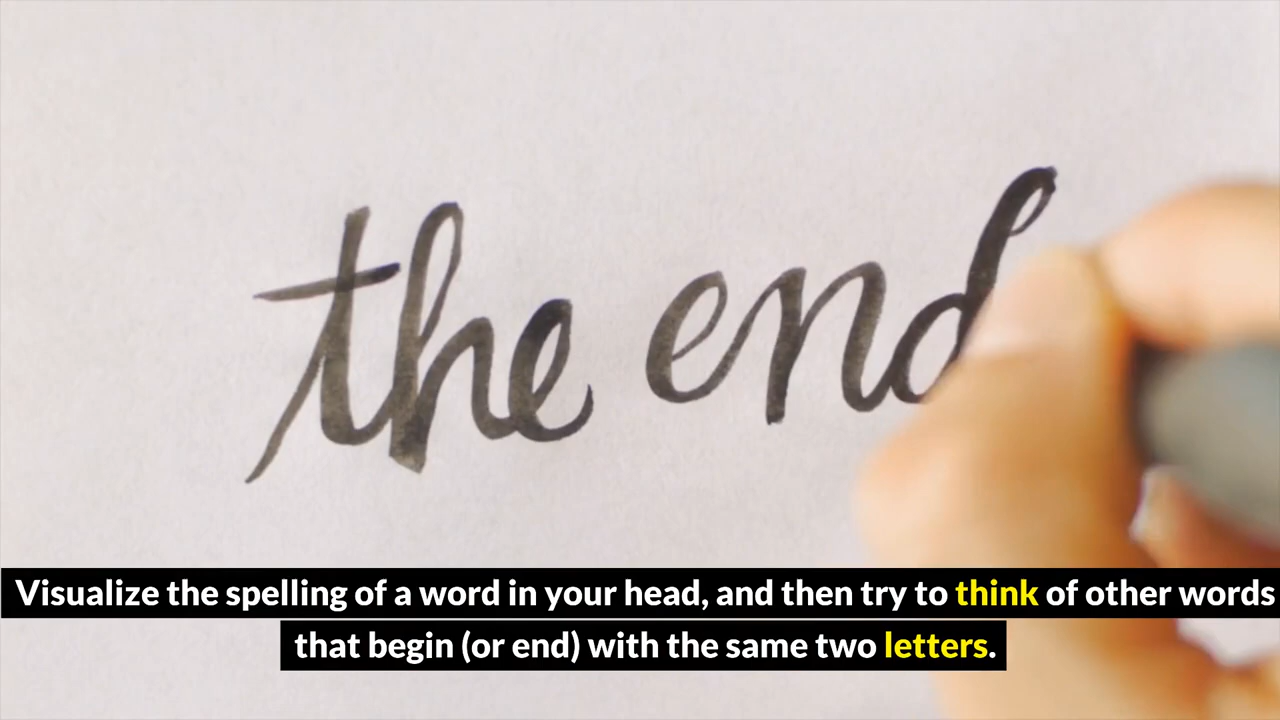 the end
Visualize the spelling of a word in your head, and then try to think of other words
that begin (or end) with the same two letters.